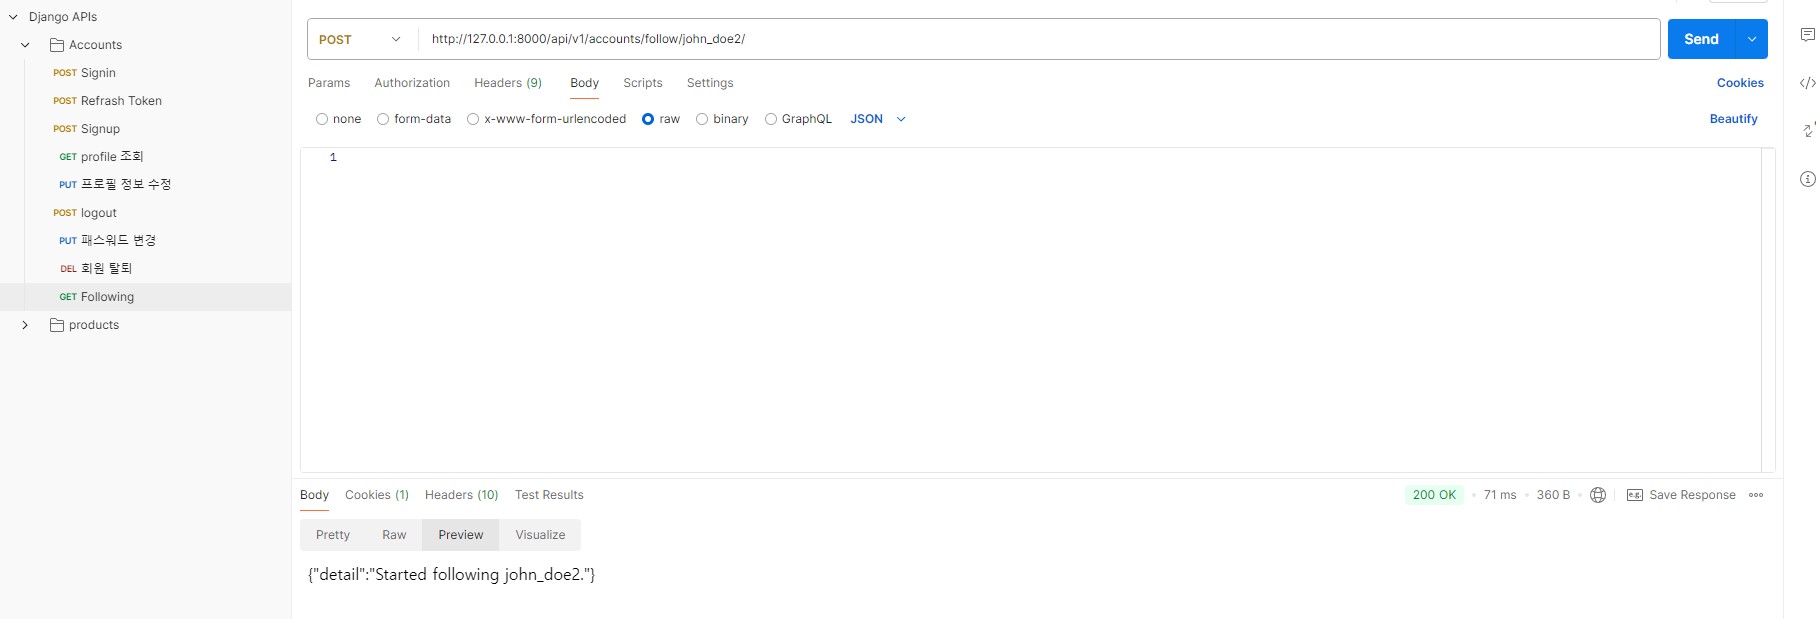 Django APIs
Accounts
POST Signin
POST Refrash Token
POST Signup
GET profile 조회
PUT 프로필 정보 수정
POST logout
PUT 패스워드 변경
DEL 회원 탈퇴
GET Following
products
POST http://127.0.0.1:8000/api/v1/accounts/follow/john_doe2/ Send
Params Authorization Headers (9) Body Scripts Settings Cookies
none form-data x-www-form-urlencoded raw binary GraphQL JSON Beautify
1
Body Cookies (1) Headers (10) Test Results 200 OK 71 ms 360 B e.g. Save Response
Pretty Raw Preview Visualize
{"detail":"Started following john_doe2."}